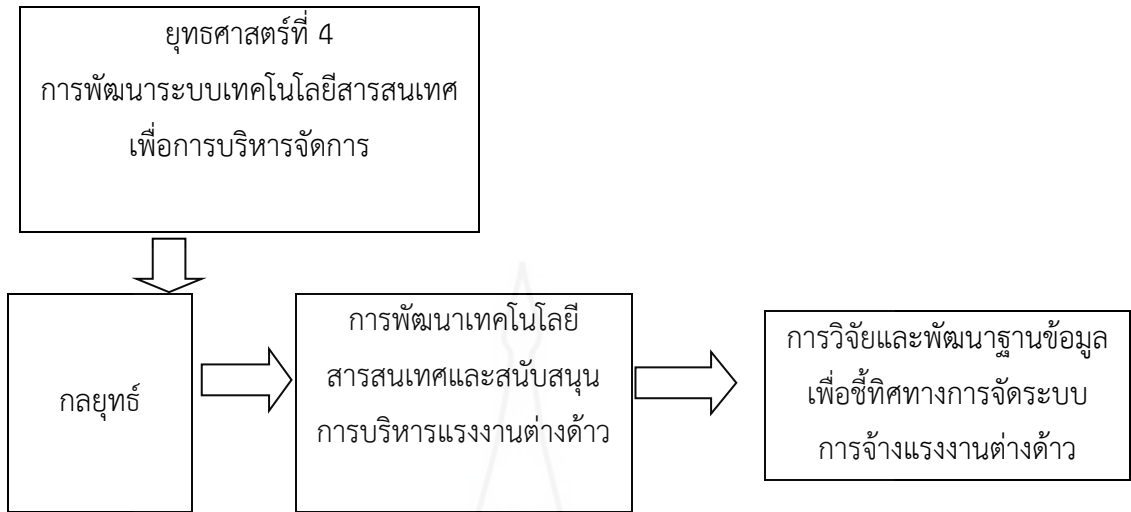 ยุทธศาสตร์ที่ 4
การพัฒนาระบบเทคโนโลยีสารสนเทศ
เพื่อการบริหารจัดการ
กลยุทธ์
การพัฒนาเทคโนโลยี
สารสนเทศและสนับสนุน
การบริหารแรงงานต่างด้าว
การวิจัยและพัฒนาฐานข้อมูล
เพื่อชี้ทิศทางการจัดระบบ
การจ้างแรงงานต่างด้าว